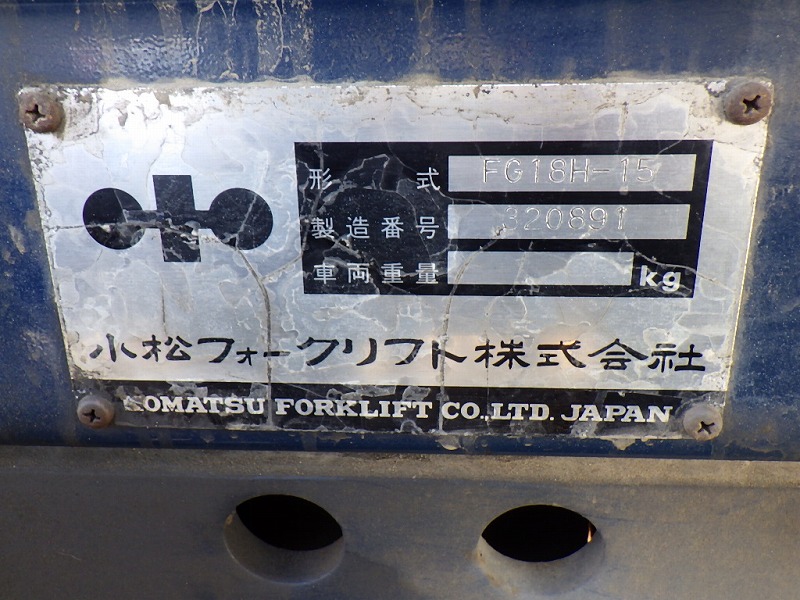 形式 FG18H-15
製造番号 320891
車両重量 kg
小松フォークリフト株式会社
KOMATSU FORKLIFT CO.,LTD. JAPAN